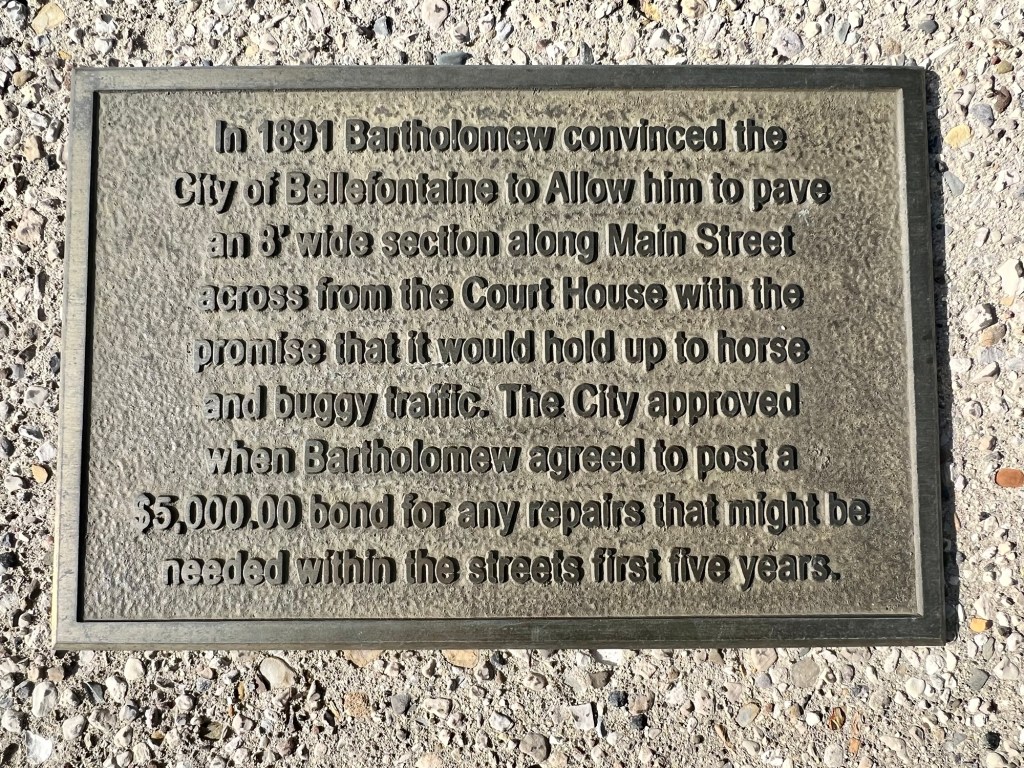 In 1891 Bartholomew convinced the
City of Bellefontaine to Allow him to pave
an 8' wide section along Main Street
across from the Court House with the
promise that it would hold up to horse
and buggy traffic. The City approved
when Bartholomew agreed to post a
$5,000.00 bond for any repairs that might be
needed within the streets first five years.